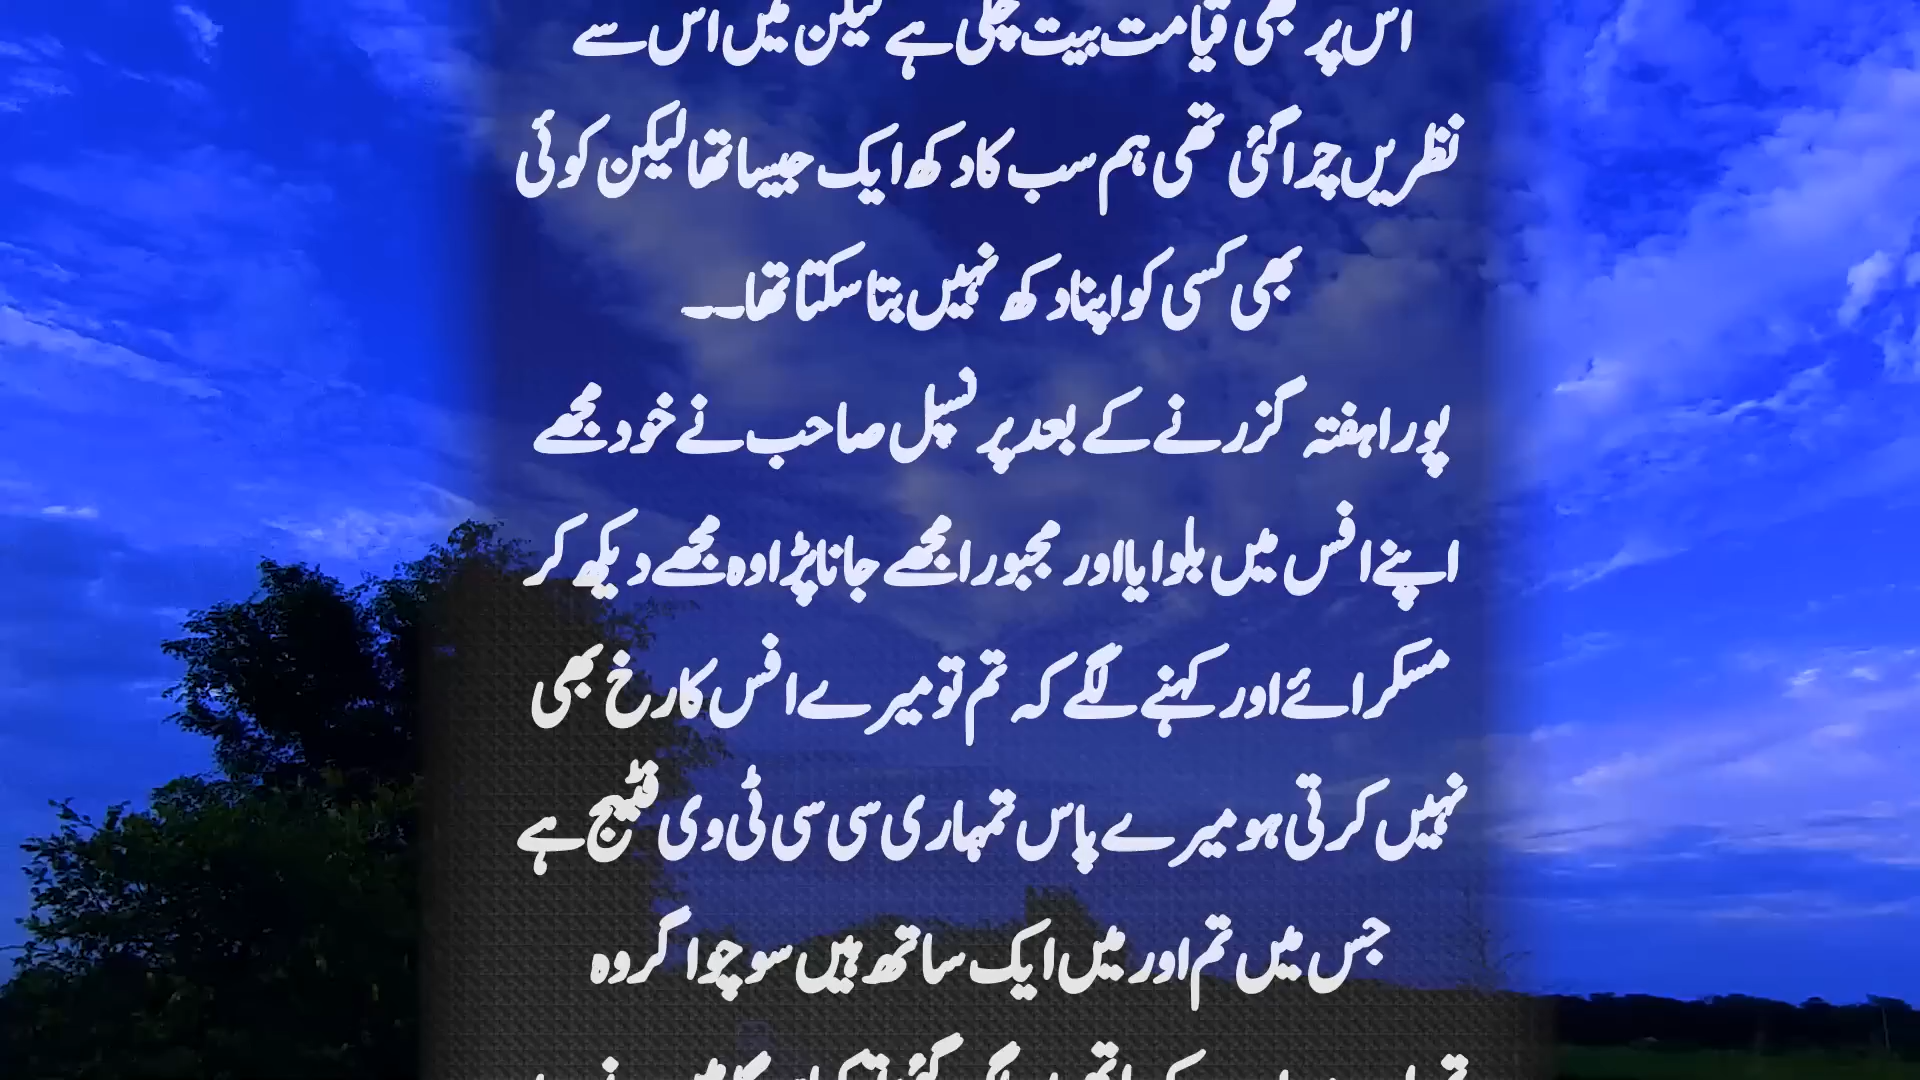 اس پر بھی قیامت بیت چکی ہے لیکن میں اس سے
نظریں چرا گئی تھی ہم سب کا دکھ ایک جیسا تھا لیکن کوئی
بھی کسی کو اپنا دکھ نہیں بتا سکتا تھا۔۔
پورا ہفتہ گزرنے کے بعد پرنسپل صاحب نے خود مجھے
اپنے افس میں بلوایا اور مجبورا مجھے جانا پڑا وہ مجھے دیکھ کر
مسکرائے اور کہنے لگے کہ تم تو میرے افس کا رخ بھی
نہیں کرتی ہو میرے پاس تمہاری سی سی ٹی وی فٹیج ہے
جس میں تم اور میں ایک ساتھ ہیں سوچو اگر وہ